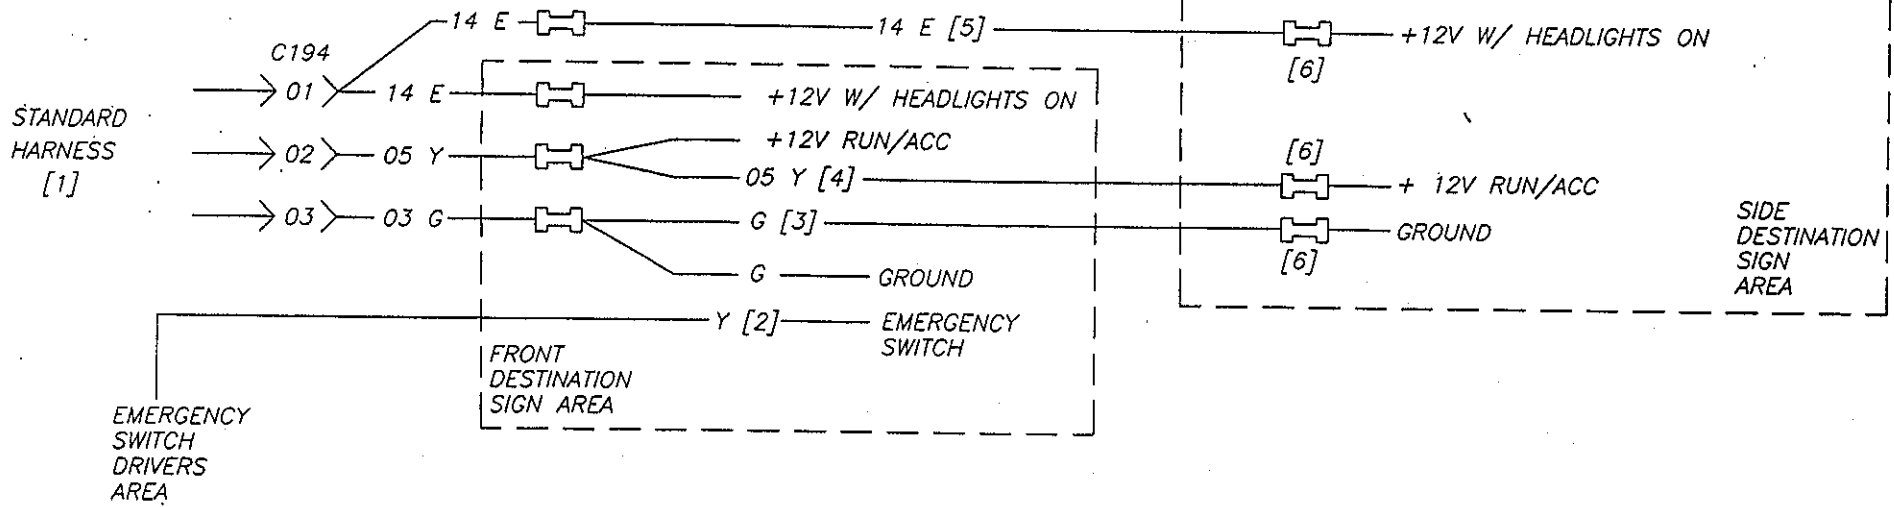 14 E
14 E [5]
+12V W/ HEADLIGHTS ON
[6]
C194
01
14 E
+12V W/ HEADLIGHTS ON
STANDARD
HARNESS
[1]
02
05 Y
+12V RUN/ACC
05 Y [4]
[6]
+ 12V RUN/ACC
03
03 G
G [3]
GROUND
[6]
G
GROUND
SIDE
DESTINATION
SIGN
AREA
Y [2]
EMERGENCY
SWITCH
FRONT
DESTINATION
SIGN AREA
EMERGENCY
SWITCH
DRIVERS
AREA